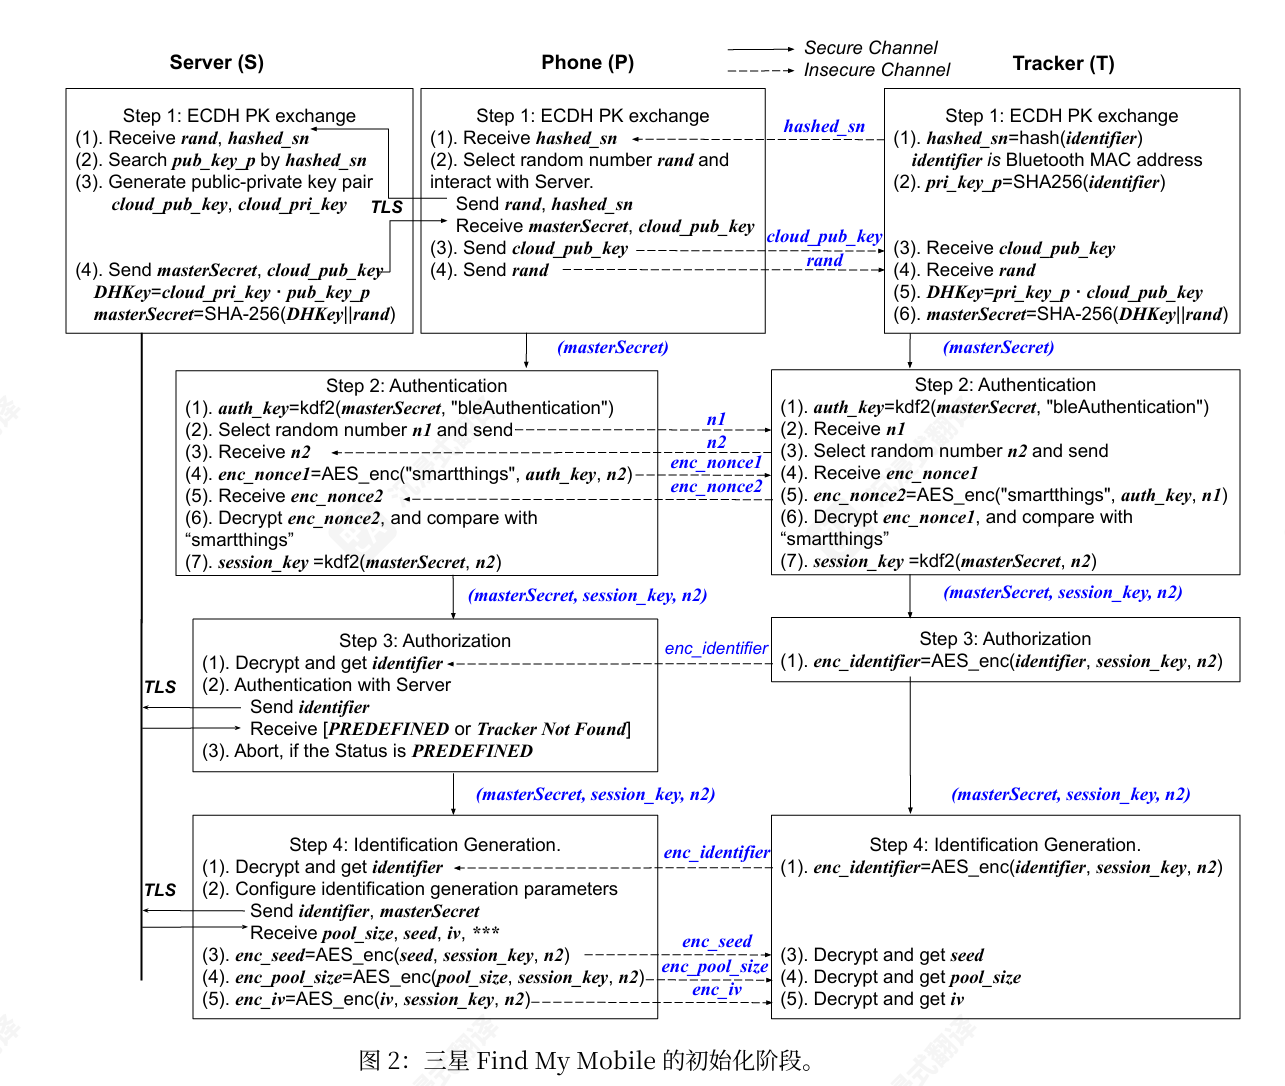 Server (S)
Phone (P)
Secure Channel
Insecure Channel
Tracker (T)
Step 1: ECDH PK exchange
(1). Receive rand, hashed_sn
(2). Search pub_key_p by hashed_sn
(3). Generate public-private key pair
cloud_pub_key, cloud_pri_key
(4). Send masterSecret, cloud_pub_key
DHKey=cloud_pri_key · pub_key_p
masterSecret=SHA-256(DHKey||rand)
TLS
Step 1: ECDH PK exchange
(1). Receive hashed_sn
(2). Select random number rand and
interact with Server.
Send rand, hashed_sn
Receive masterSecret, cloud_pub_key
(3). Send cloud_pub_key
(4). Send rand
hashed_sn
cloud_pub_key
rand
Step 1: ECDH PK exchange
(1). hashed_sn=hash(identifier)
identifier is Bluetooth MAC address
(2). pri_key_p=SHA256(identifier)
(3). Receive cloud_pub_key
(4). Receive rand
(5). DHKey=pri_key_p · cloud_pub_key
(6). masterSecret=SHA-256(DHKey||rand)
(masterSecret)
(masterSecret)
Step 2: Authentication
(1). auth_key=kdf2(masterSecret, "bleAuthentication")
(2). Select random number n1 and send
(3). Receive n2
(4). enc_nonce1=AES_enc("smartthings", auth_key, n2)
(5). Receive enc_nonce2
(6). Decrypt enc_nonce2, and compare with
“smartthings”
(7). session_key =kdf2(masterSecret, n2)
n1
n2
enc_nonce1
enc_nonce2
Step 2: Authentication
(1). auth_key=kdf2(masterSecret, "bleAuthentication")
(2). Receive n1
(3). Select random number n2 and send
(4). Receive enc_nonce1
(5). enc_nonce2=AES_enc("smartthings", auth_key, n1)
(6). Decrypt enc_nonce1, and compare with
“smartthings”
(7). session_key =kdf2(masterSecret, n2)
(masterSecret, session_key, n2)
(masterSecret, session_key, n2)
Step 3: Authorization
(1). Decrypt and get identifier
(2). Authentication with Server
Send identifier
Receive [PREDEFINED or Tracker Not Found]
(3). Abort, if the Status is PREDEFINED
TLS
enc_identifier
Step 3: Authorization
(1). enc_identifier=AES_enc(identifier, session_key, n2)
(masterSecret, session_key, n2)
(masterSecret, session_key, n2)
Step 4: Identification Generation.
(1). Decrypt and get identifier
(2). Configure identification generation parameters
Send identifier, masterSecret
Receive pool_size, seed, iv, ***
(3). enc_seed=AES_enc(seed, session_key, n2)
(4). enc_pool_size=AES_enc(pool_size, session_key, n2)
(5). enc_iv=AES_enc(iv, session_key, n2)
TLS
enc_identifier
enc_seed
enc_pool_size
enc_iv
Step 4: Identification Generation.
(1). enc_identifier=AES_enc(identifier, session_key, n2)
(3). Decrypt and get seed
(4). Decrypt and get pool_size
(5). Decrypt and get iv
图 2：三星 Find My Mobile 的初始化阶段。